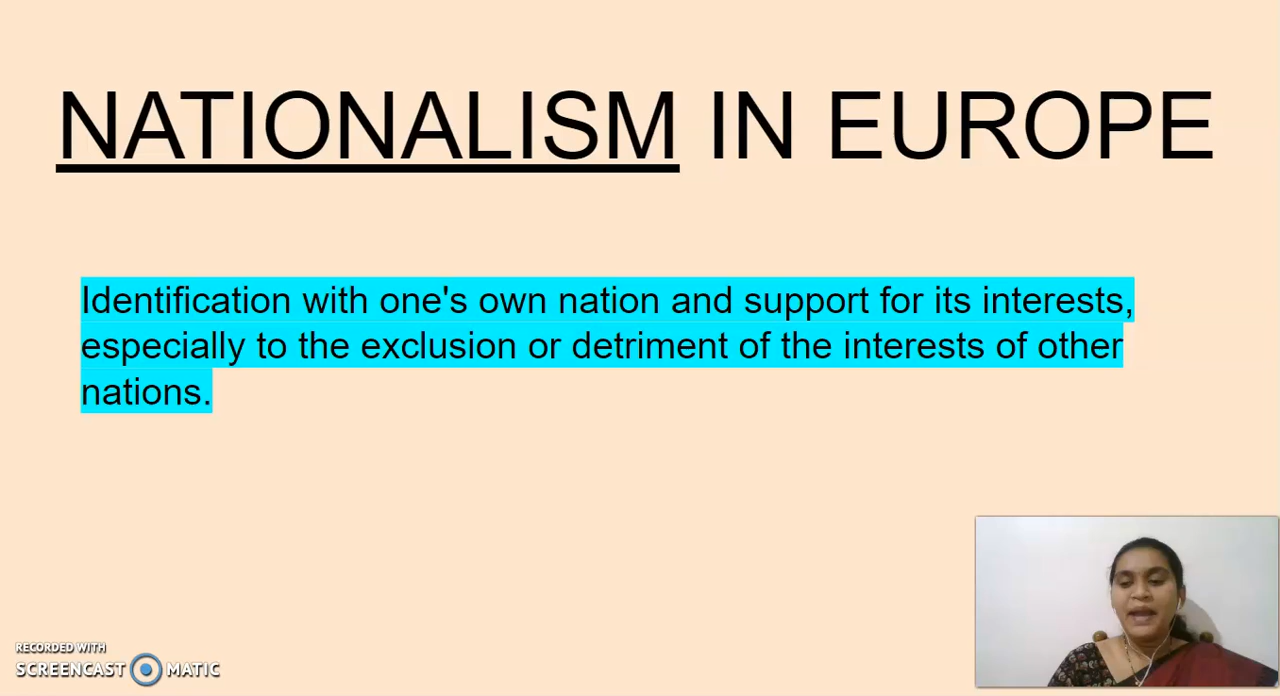 NATIONALISM IN EUROPE
Identification with one's own nation and support for its interests,
especially to the exclusion or detriment of the interests of other
nations.
RECORDED WITH
SCREENCAST MATIC